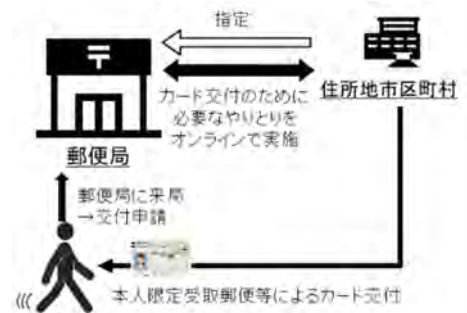 指定
〒
カード交付のために
必要なやりとりを
オンラインで実施
住所地市区町村
郵便局
郵便局に来局
→交付申請
本人限定受取郵便等によるカード交付